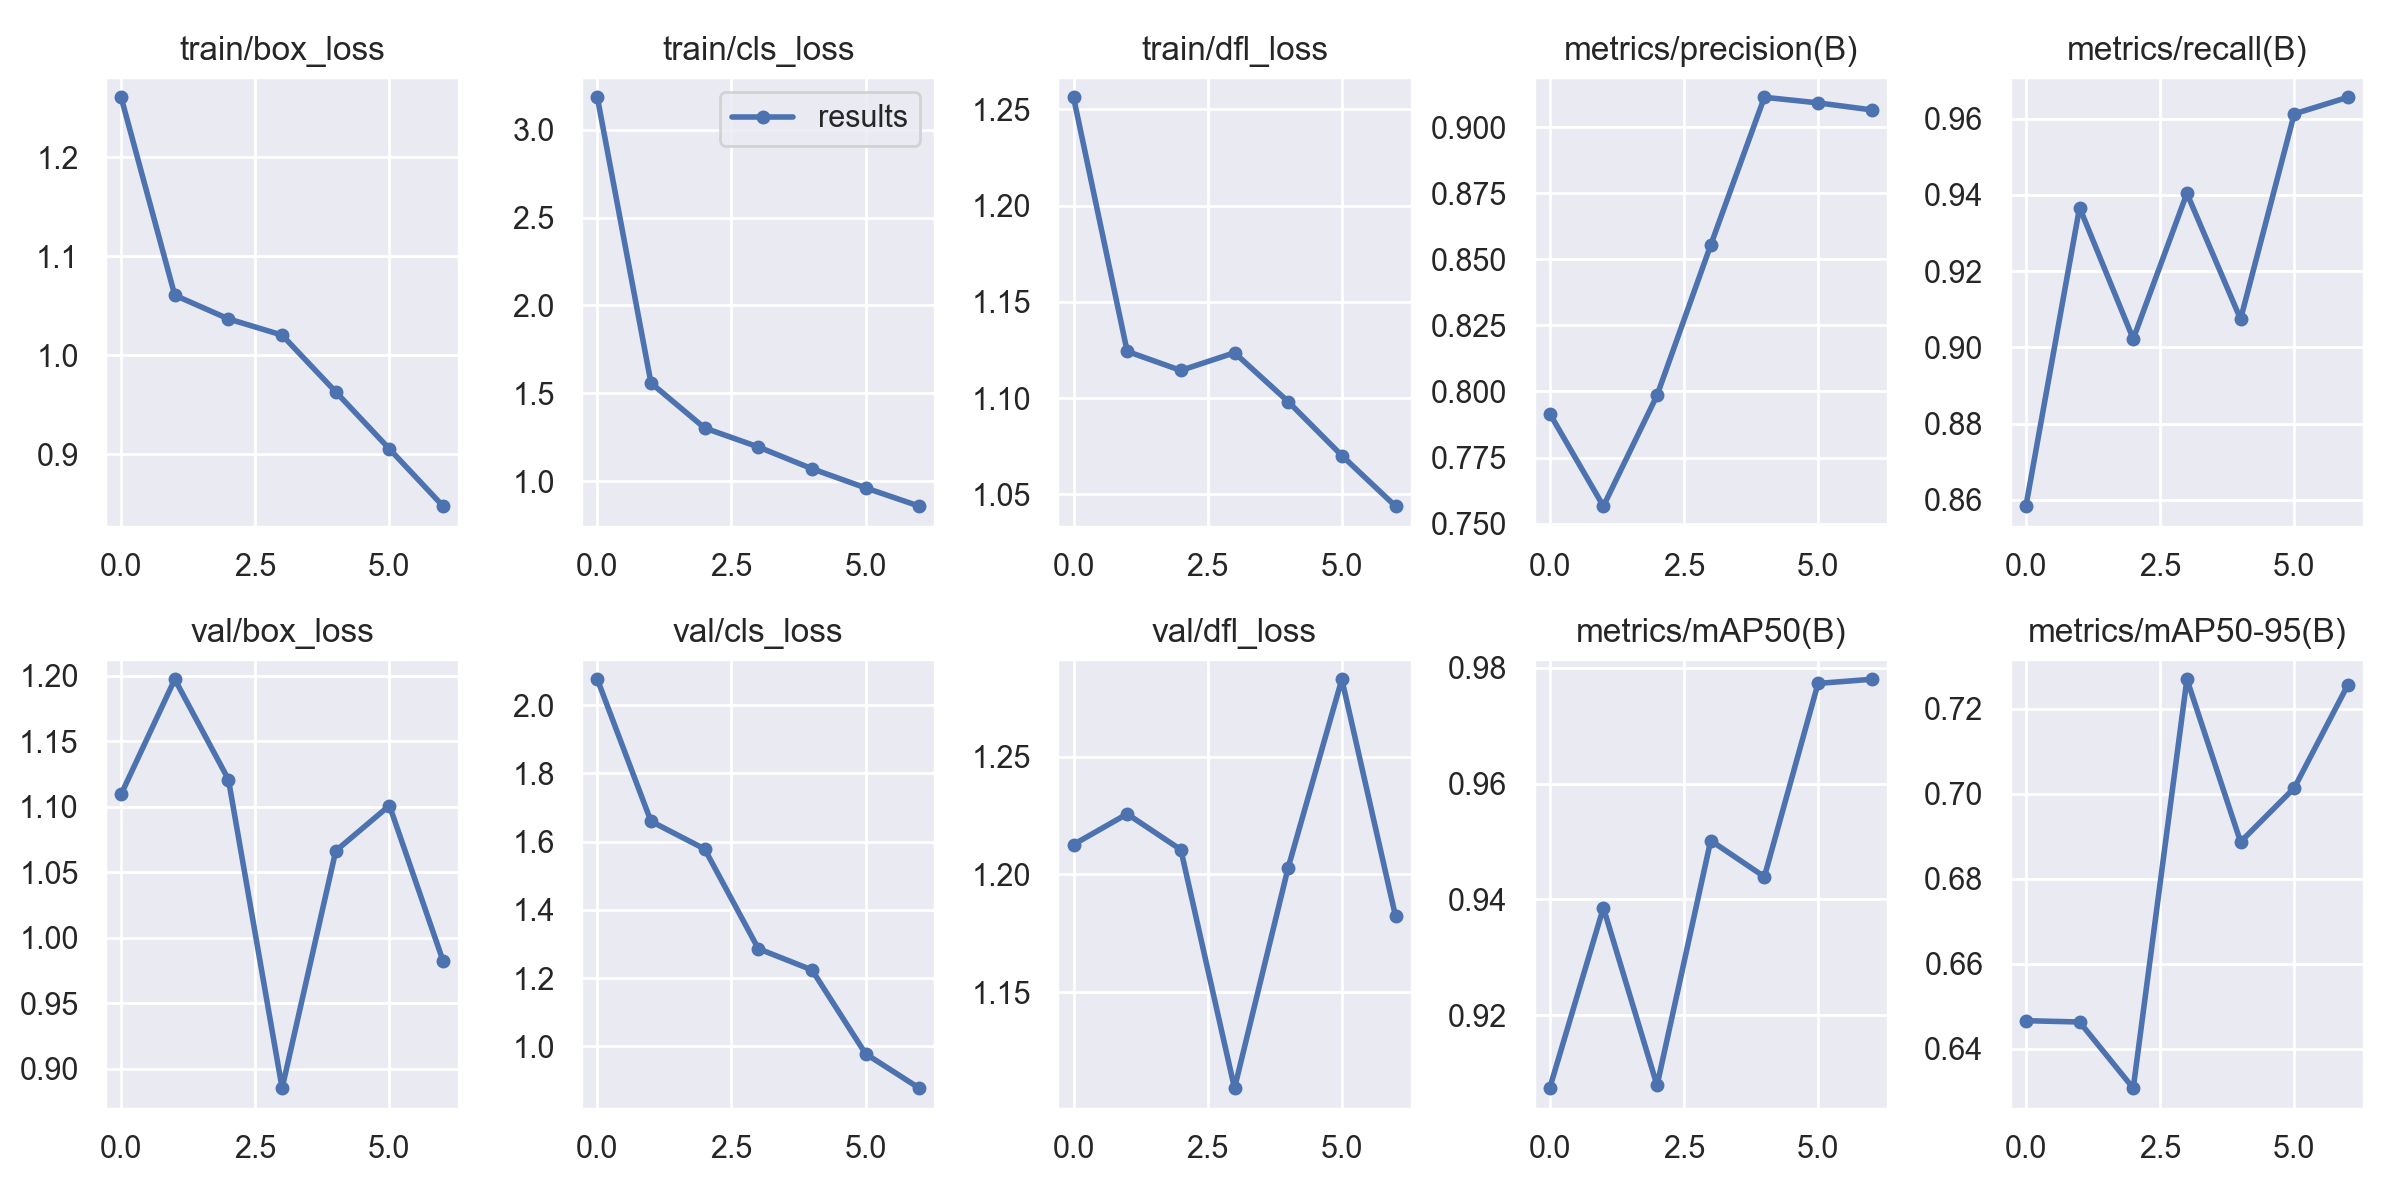 train/box_loss
1.2
1.1
1.0
0.9
0.0 2.5 5.0
train/cls_loss
results
3.0
2.5
2.0
1.5
1.0
0.0 2.5 5.0
train/dfl_loss
1.25
1.20
1.15
1.10
1.05
0.0 2.5 5.0
metrics/precision(B)
0.900
0.875
0.850
0.825
0.800
0.775
0.750
0.0 2.5 5.0
metrics/recall(B)
0.96
0.94
0.92
0.90
0.88
0.86
0.0 2.5 5.0
val/box_loss
1.20
1.15
1.10
1.05
1.00
0.95
0.90
0.0 2.5 5.0
val/cls_loss
2.0
1.8
1.6
1.4
1.2
1.0
0.0 2.5 5.0
val/dfl_loss
1.25
1.20
1.15
0.0 2.5 5.0
metrics/mAP50(B)
0.98
0.96
0.94
0.92
0.0 2.5 5.0
metrics/mAP50-95(B)
0.72
0.70
0.68
0.66
0.64
0.0 2.5 5.0